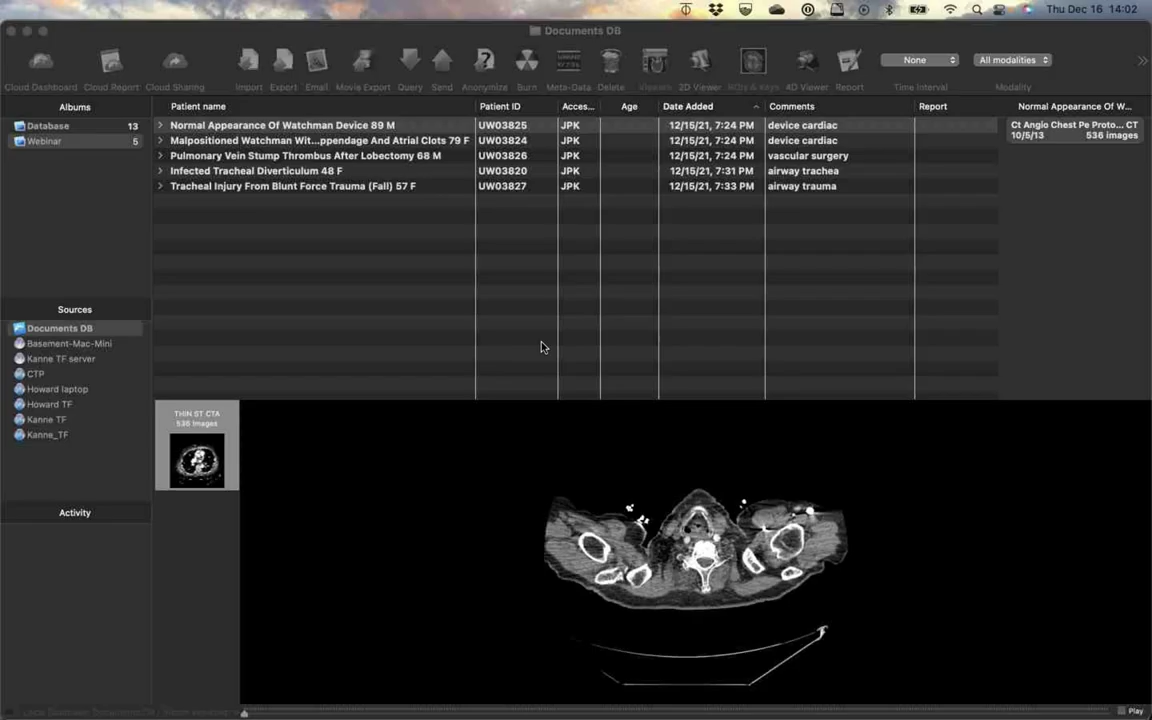 Thu Dec 16 14:02
Documents DB
None
All modalities
Cloud Dashboard Cloud Report Cloud Sharing Import Export Email Movie Export Query Send Anonymize Burn Meta-Data Delete Viewers 2D Viewer 4D Viewer Report Time Interval Modality
Albums Patient name Patient ID Acces... Age Date Added Comments Report Normal Appearance Of W...
Database 13 Normal Appearance Of Watchman Device 89 M UW03825 JPK 12/15/21, 7:24 PM device cardiac Ct Angio Chest Pe Proto... CT
Webinar 5 Malpositioned Watchman Wit...ppendage And Atrial Clots 79 F UW03824 JPK 12/15/21, 7:24 PM device cardiac 10/5/13 536 images
Pulmonary Vein Stump Thrombus After Lobectomy 68 M UW03826 JPK 12/15/21, 7:24 PM vascular surgery
Infected Tracheal Diverticulum 48 F UW03820 JPK 12/15/21, 7:31 PM airway trachea
Tracheal Injury From Blunt Force Trauma (Fall) 57 F UW03827 JPK 12/15/21, 7:33 PM airway trauma
Sources
Documents DB
Basement-Mac-Mini
Kanne TF server
CTP
Howard laptop
Howard TF
Kanne TF
Kanne_TF
THIN ST CTA
536 Images
Activity
Play